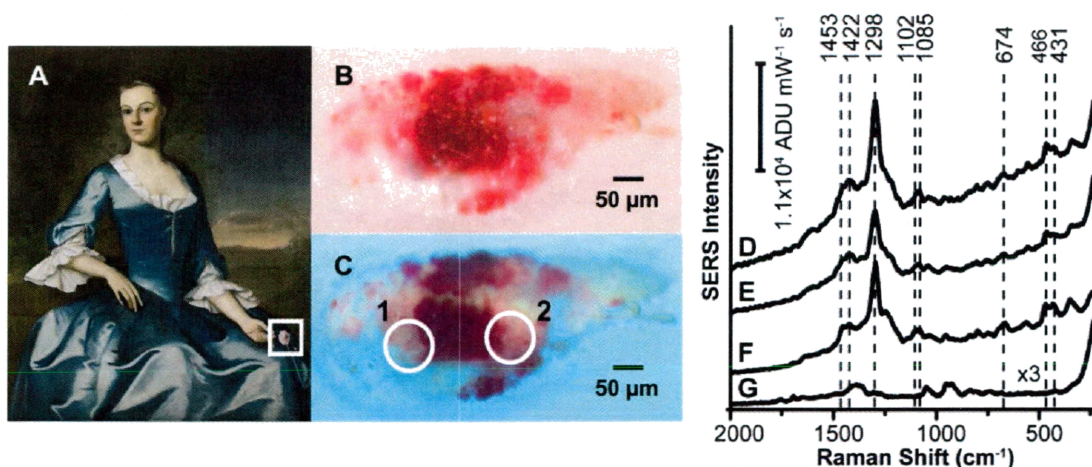 A
B
50 µm
C
1
2
50 µm
1453
1422
1298
1102
1085
674
466
431
1.1x10⁴ ADU mW⁻¹ s⁻¹
SERS Intensity
D
E
F
G
x3
2000 1500 1000 500
Raman Shift (cm⁻¹)